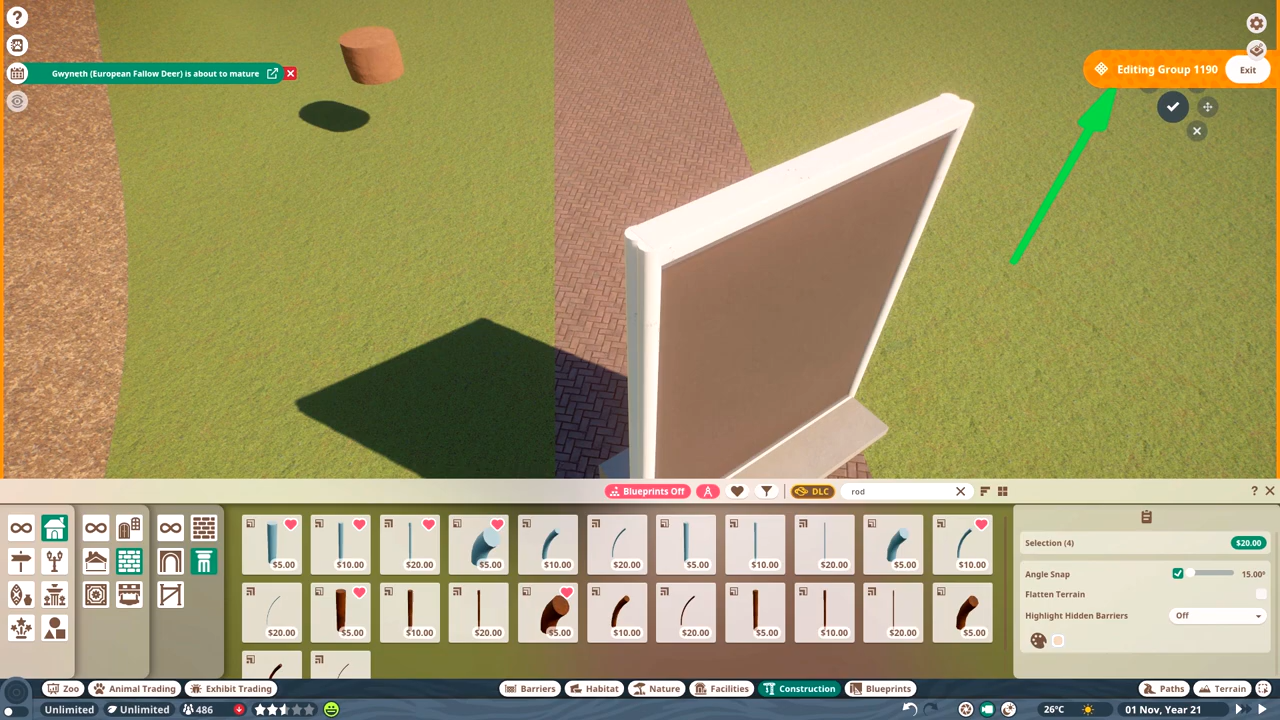 ?
Gwyneth (European Fallow Deer) is about to mature
Editing Group 1190
Exit
Blueprints Off
DLC
rod
?
$5.00
$10.00
$20.00
$5.00
$10.00
$20.00
$5.00
$10.00
$20.00
$5.00
$10.00
$20.00
$5.00
$10.00
$20.00
$5.00
$10.00
$20.00
$5.00
$10.00
$20.00
$5.00
Selection (4)
$20.00
Angle Snap
15.00°
Flatten Terrain
Highlight Hidden Barriers
Off
Zoo
Animal Trading
Exhibit Trading
Barriers
Habitat
Nature
Facilities
Construction
Blueprints
Paths
Terrain
Unlimited
Unlimited
486
26°C
01 Nov, Year 21